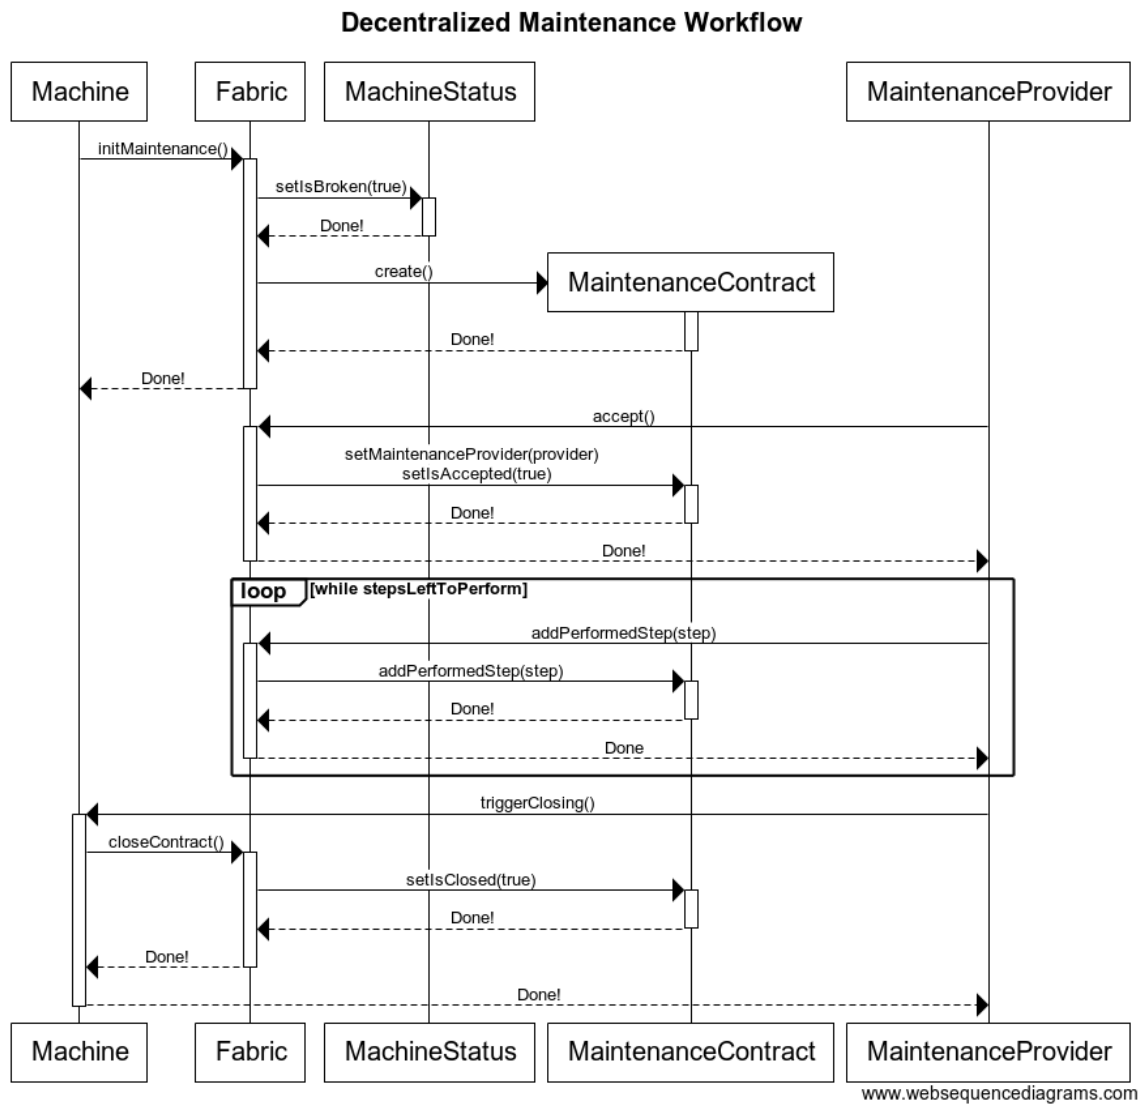 Decentralized Maintenance Workflow
Machine
Fabric
MachineStatus
MaintenanceProvider
initMaintenance()
setIsBroken(true)
Done!
create()
MaintenanceContract
Done!
Done!
accept()
setMaintenanceProvider(provider)
setIsAccepted(true)
Done!
Done!
loop [while stepsLeftToPerform]
addPerformedStep(step)
addPerformedStep(step)
Done!
Done
triggerClosing()
closeContract()
setIsClosed(true)
Done!
Done!
Done!
Machine
Fabric
MachineStatus
MaintenanceContract
MaintenanceProvider
www.websequencediagrams.com